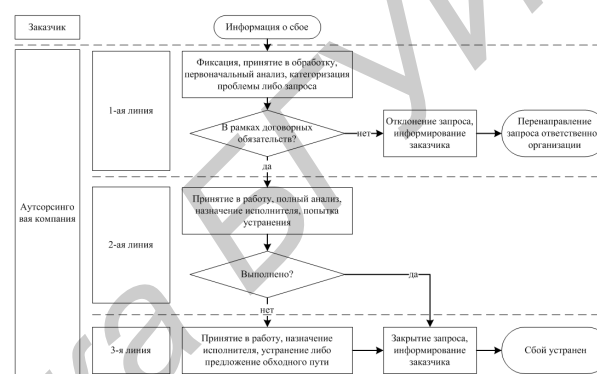 Заказчик
Информация о сбое
Фиксация, принятие в обработку,
первоначальный анализ, категоризация
проблемы либо запроса
1-ая линия
В рамках договорных
обязательств?
нет
Отклонение запроса,
информирование
заказчика
Перенаправление
запроса ответственно
организации
да
Аутсорсинго
вая компания
2-ая линия
Принятие в работу, полный анализ,
назначение исполнителя, попытка
устранения
Выполнено?
да
нет
3-я линия
Принятие в работу, назначение
исполнителя, устранение либо
предложение обходного пути
Закрытие запроса,
информирование
заказчика
Сбой устранен